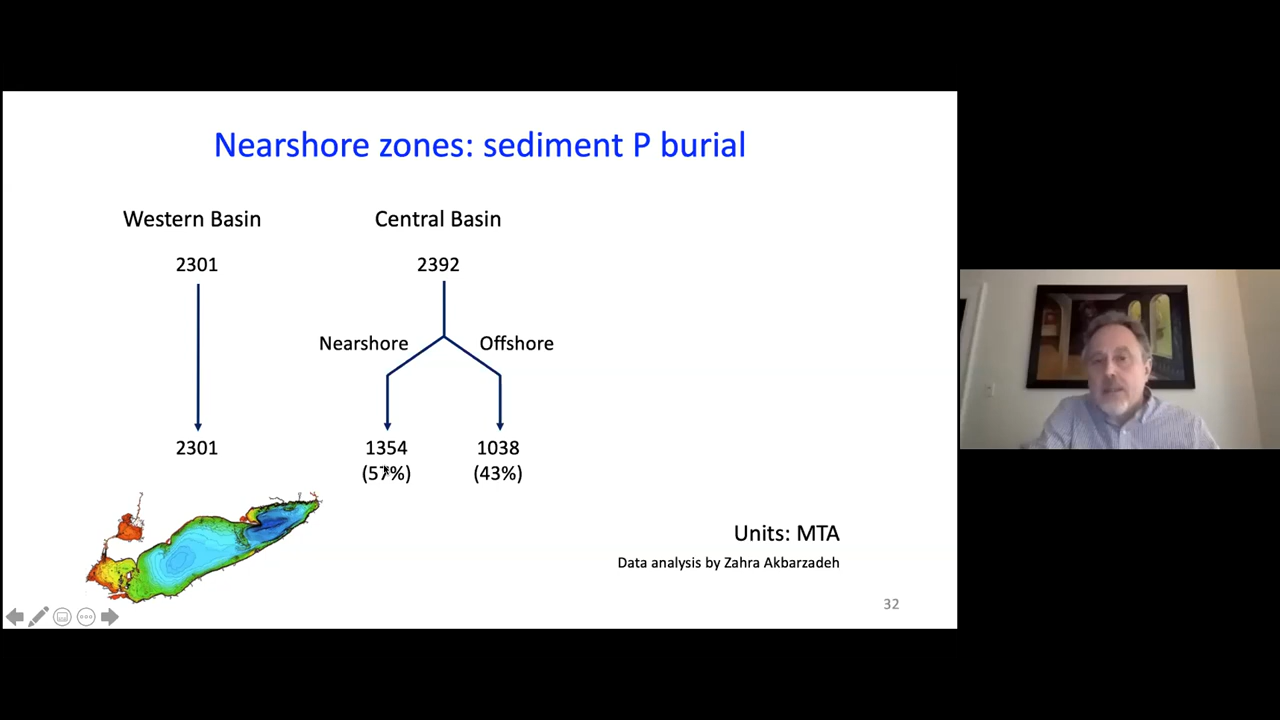 Nearshore zones: sediment P burial
Western Basin
Central Basin
2301
2392
Nearshore
Offshore
2301
1354
1038
(57%)
(43%)
Units: MTA
Data analysis by Zahra Akbarzadeh
32